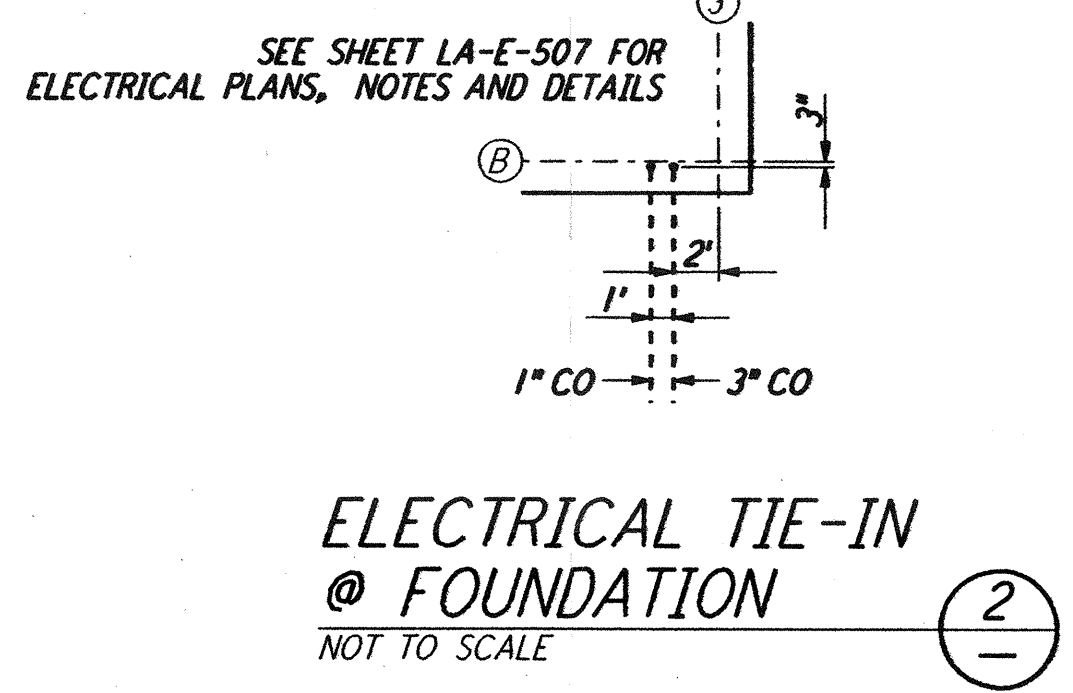 SEE SHEET LA-E-507 FOR
ELECTRICAL PLANS, NOTES AND DETAILS
3"
B
2'
1'
1" CO
3" CO
ELECTRICAL TIE-IN
@ FOUNDATION
2
NOT TO SCALE
–